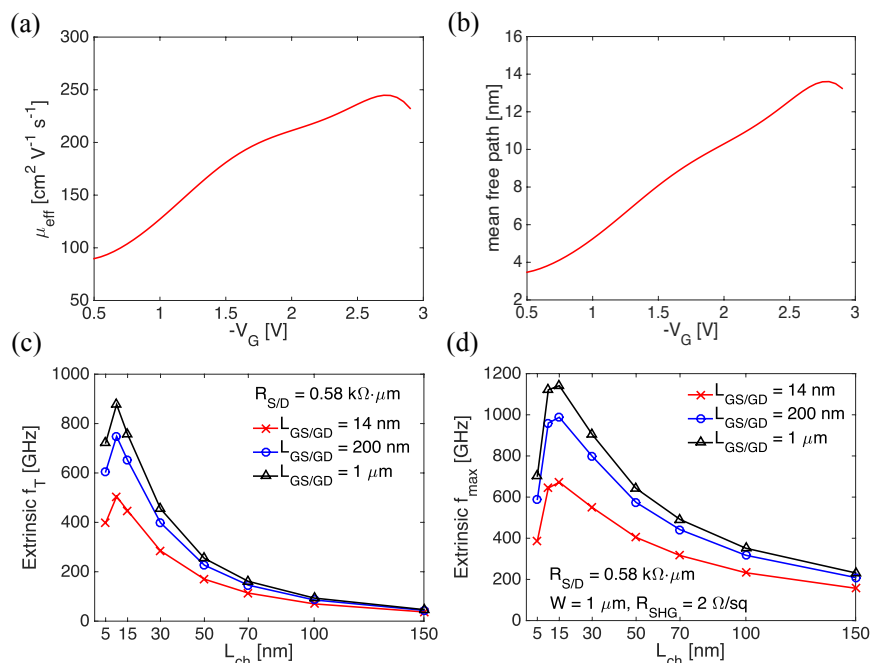 (a)
300
250
200
150
100
50
μeff [cm² V⁻¹ s⁻¹]
0.5 1 1.5 2 2.5 3
-VG [V]
(b)
16
14
12
10
8
6
4
2
mean free path [nm]
0.5 1 1.5 2 2.5 3
-VG [V]
(c)
1000
800
600
400
200
0
Extrinsic fT [GHz]
RS/D = 0.58 kΩ·μm
LGS/GD = 14 nm
LGS/GD = 200 nm
LGS/GD = 1 μm
5 15 30 50 70 100 150
Lch [nm]
(d)
1200
1000
800
600
400
200
0
Extrinsic fmax [GHz]
LGS/GD = 14 nm
LGS/GD = 200 nm
LGS/GD = 1 μm
RS/D = 0.58 kΩ·μm
W = 1 μm, RSHG = 2 Ω/sq
5 15 30 50 70 100 150
Lch [nm]